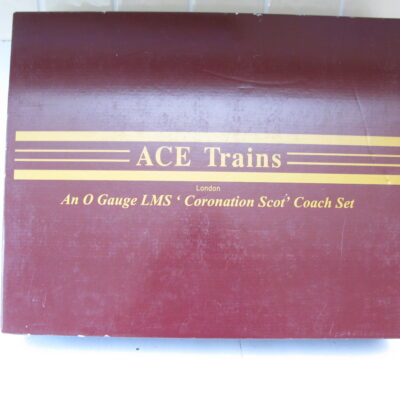 ACE Trains
London
An O Gauge LMS ‘ Coronation Scot’ Coach Set